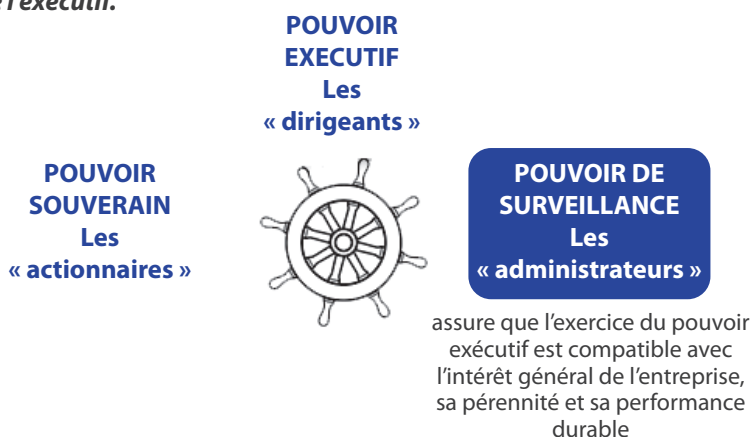 l'exécutif.
POUVOIR
EXECUTIF
Les
« dirigeants »
POUVOIR
SOUVERAIN
Les
« actionnaires »
POUVOIR DE
SURVEILLANCE
Les
« administrateurs »
assure que l'exercice du pouvoir
exécutif est compatible avec
l'intérêt général de l'entreprise,
sa pérennité et sa performance
durable